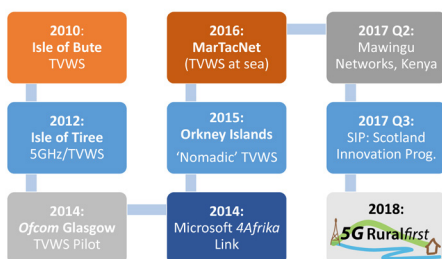 2010:
Isle of Bute
TVWS
2012:
Isle of Tiree
5GHz/TVWS
2014:
Ofcom Glasgow
TVWS Pilot
2014:
Microsoft 4Afrika
Link
2015:
Orkney Islands
'Nomadic' TVWS
2016:
MarTacNet
(TVWS at sea)
2017 Q2:
Mawingu
Networks, Kenya
2017 Q3:
SIP: Scotland
Innovation Prog.
2018:
5G Ruralfirst